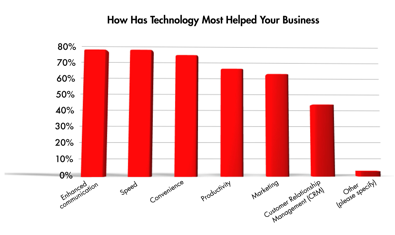 How Has Technology Most Helped Your Business
80%
70%
60%
50%
40%
30%
20%
10%
0%
Enhanced
communication
Speed
Convenience
Productivity
Marketing
Customer Relationship
Management (CRM)
Other
(please specify)